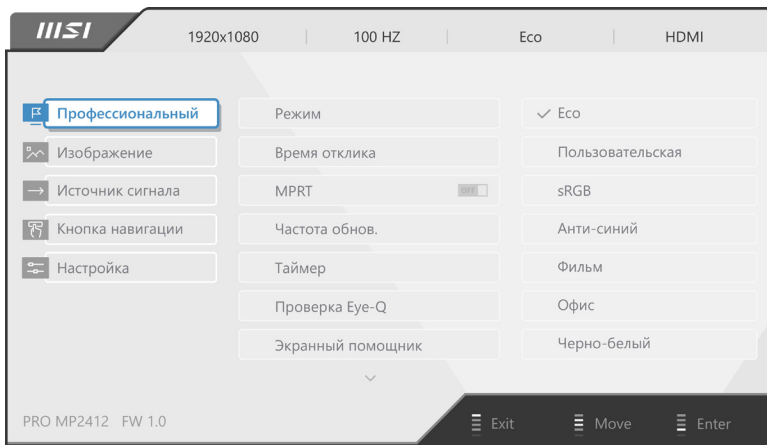 msi 1920x1080 100 HZ Eco HDMI
Профессиональный Режим Eco
Изображение Время отклика Пользовательская
Источник сигнала MPRT OFF sRGB
Кнопка навигации Частота обнов. Анти-синий
Настройка Таймер Фильм
Проверка Eye-Q Офис
Экранный помощник Черно-белый
PRO MP2412 FW 1.0 Exit Move Enter